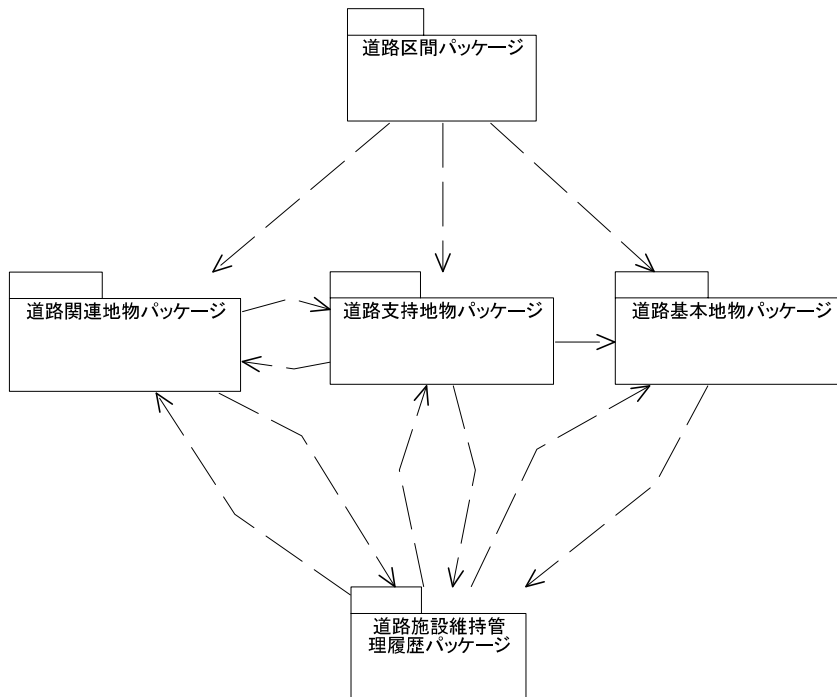 道路区間パッケージ
道路関連地物パッケージ
道路支持地物パッケージ
道路基本地物パッケージ
道路施設維持管
理履歴パッケージ